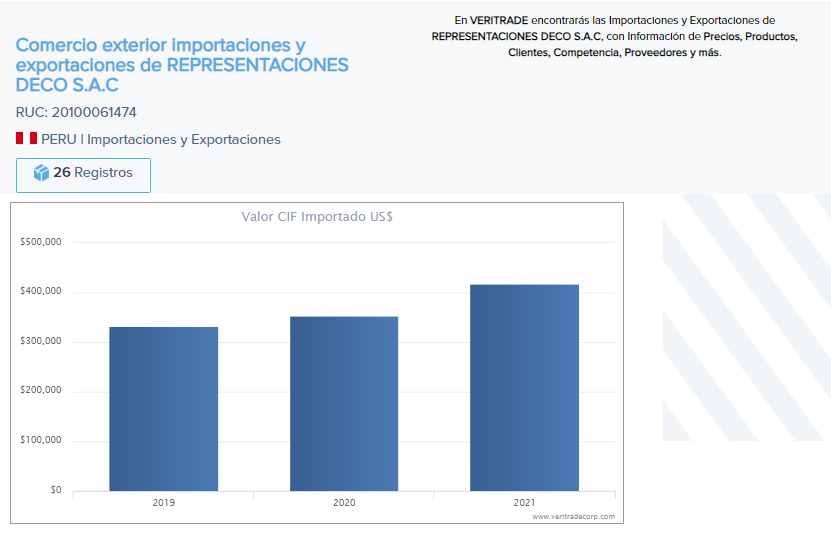 Comercio exterior importaciones y
exportaciones de REPRESENTACIONES
DECO S.A.C
RUC: 20100061474
PERU | Importaciones y Exportaciones
26 Registros
En VERITRADE encontrarás las Importaciones y Exportaciones de
REPRESENTACIONES DECO S.A.C, con Información de Precios, Productos,
Clientes, Competencia, Proveedores y más.
Valor CIF Importado US$
$500,000
$400,000
$300,000
$200,000
$100,000
$0
2019
2020
2021
www.veritradecorp.com